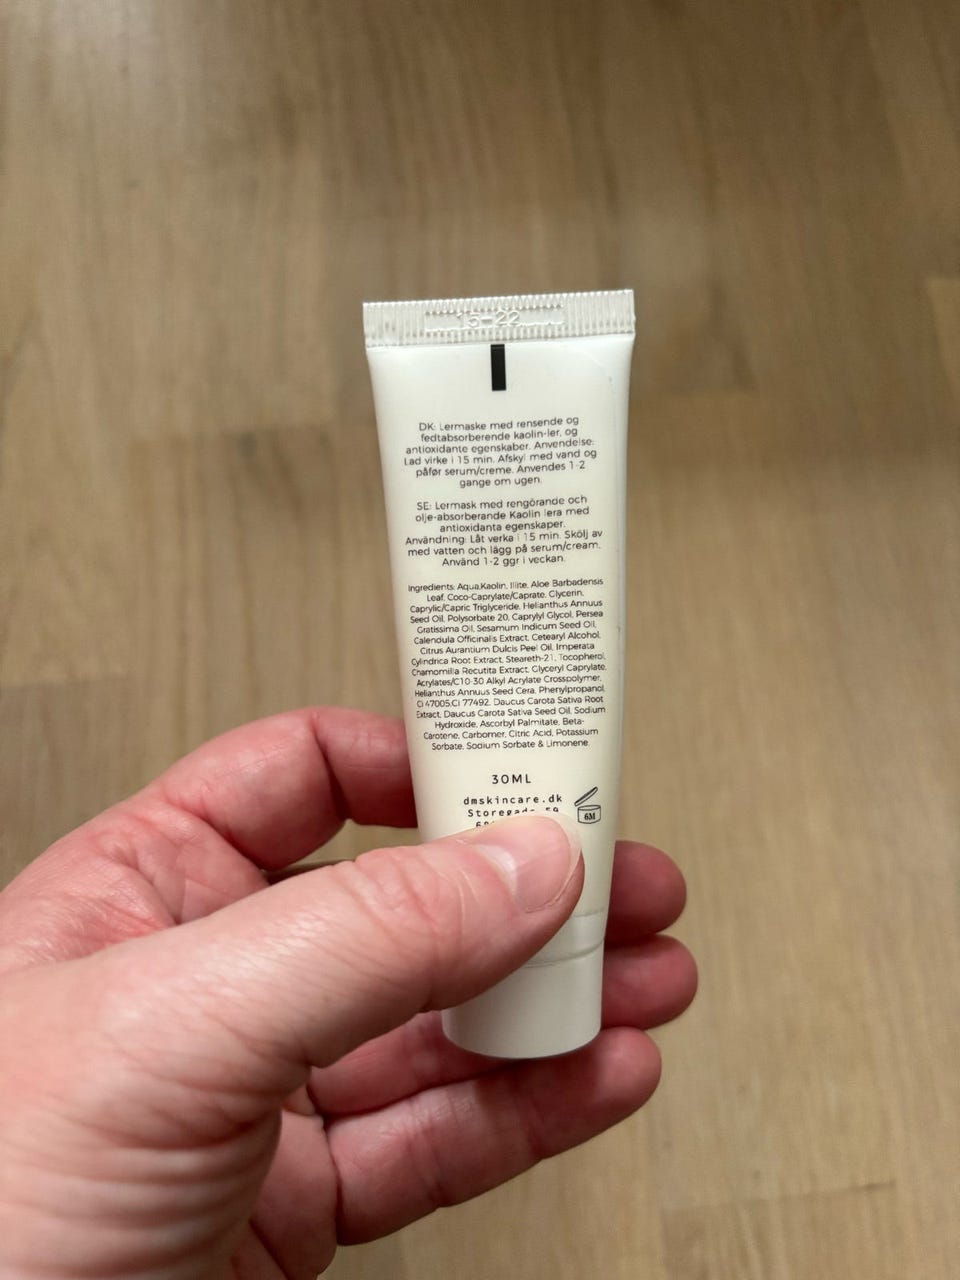 15-22
DK: Lermaske med rensende og
fedtabsorberende kaolin-ler, og
antioxidante egenskaber. Anvendelse:
Lad virke i 15 min. Afskyl med vand og
påfør serum/creme. Anvendes 1-2
gange om ugen.
SE: Lermask med rengörande och
olje-absorberande Kaolin lera med
antioxidanta egenskaper.
Användning: Låt verka i 15 min. Skölj av
med vatten och lägg på serum/cream.
Använd 1-2 ggr i veckan.
Ingredients: Aqua,Kaolin, Illite, Aloe Barbadensis
Leaf, Coco-Caprylate/Caprate, Glycerin,
Caprylic/Capric Triglyceride, Helianthus Annuus
Seed Oil, Polysorbate 20, Caprylyl Glycol, Persea
Gratissima Oil, Sesamum Indicum Seed Oil,
Calendula Officinalis Extract, Cetearyl Alcohol,
Citrus Aurantium Dulcis Peel Oil, Imperata
Cylindrica Root Extract, Steareth-21, Tocopherol,
Chamomilla Recutita Extract, Glyceryl Caprylate,
Acrylates/C10-30 Alkyl Acrylate Crosspolymer,
Helianthus Annuus Seed Cera, Phenylpropanol,
CI 47005,CI 77492, Daucus Carota Sativa Root
Extract, Daucus Carota Sativa Seed Oil, Sodium
Hydroxide, Ascorbyl Palmitate, Beta-
Carotene, Carbomer, Citric Acid, Potassium
Sorbate, Sodium Sorbate & Limonene.
30ML
dmskincare.dk
Storegade 59
6M